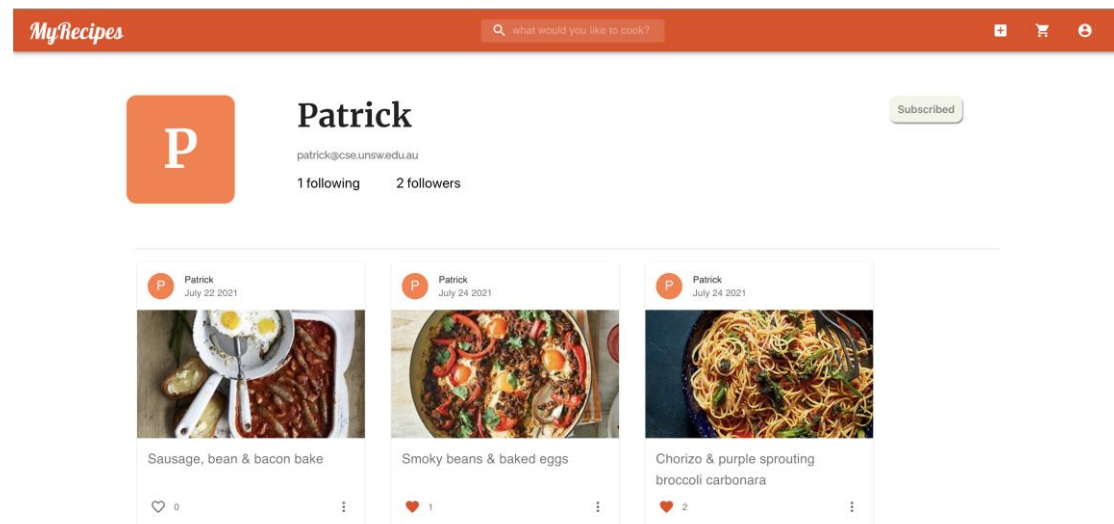 MyRecipes
what would you like to cook?
P
Patrick
Subscribed
patrick@cse.unsw.edu.au
1 following 2 followers
P
Patrick
July 22 2021
Sausage, bean & bacon bake
0
P
Patrick
July 24 2021
Smoky beans & baked eggs
1
P
Patrick
July 24 2021
Chorizo & purple sprouting
broccoli carbonara
2